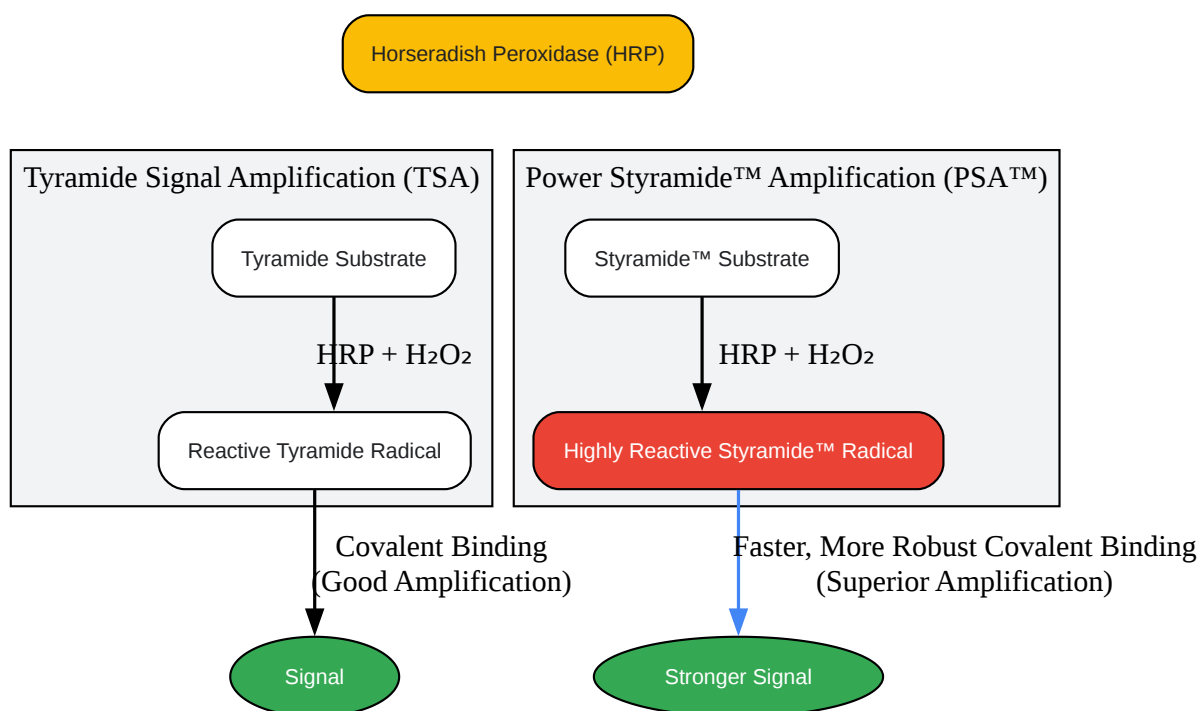 Horseradish Peroxidase (HRP)
Tyramide Signal Amplification (TSA)
Tyramide Substrate
HRP + H₂O₂
Reactive Tyramide Radical
Covalent Binding
(Good Amplification)
Signal
Power Styramide™ Amplification (PSA™)
Styramide™ Substrate
HRP + H₂O₂
Highly Reactive Styramide™ Radical
Faster, More Robust Covalent Binding
(Superior Amplification)
Stronger Signal